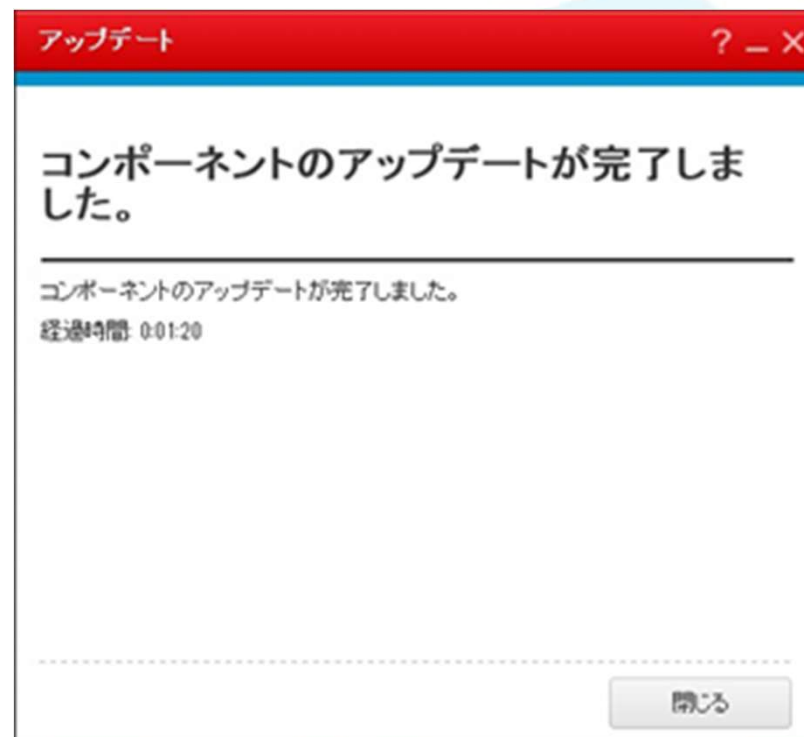 アップデート
? _ ×
コンポーネントのアップデートが完了しま
した。
コンポーネントのアップデートが完了しました。
経過時間: 0:01:20
閉じる